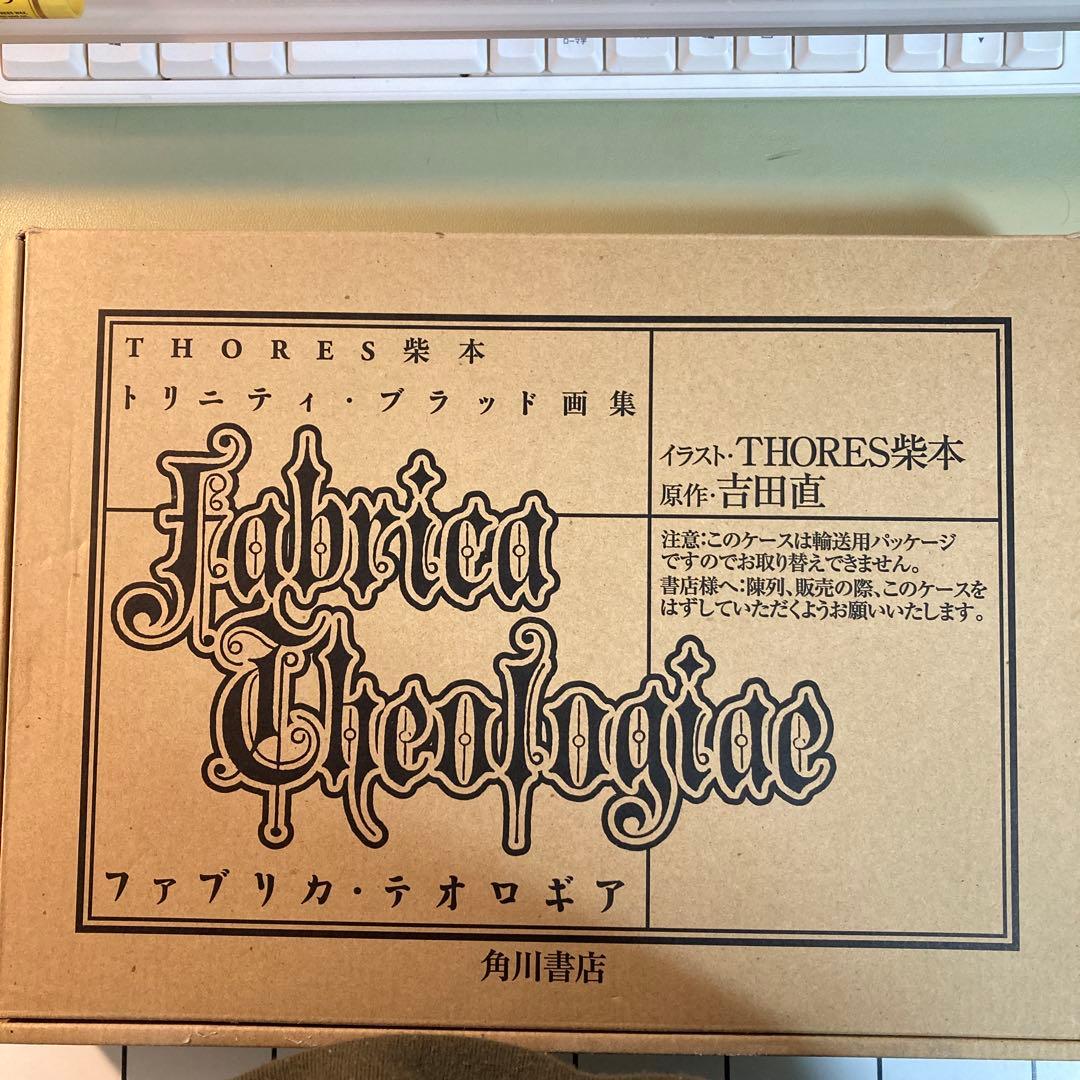 ローマ字
THORES柴本
トリニティ・ブラッド画集
Fabrica
Theologiae
ファブリカ・テオロギア
イラスト・THORES柴本
原作・吉田直
注意:このケースは輸送用パッケージ
ですのでお取り替えできません。
書店様へ:陳列、販売の際、このケースを
はずしていただくようお願いいたします。
角川書店